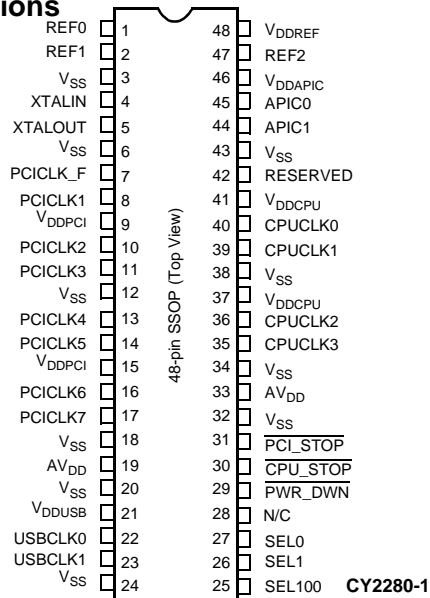 ions
REF0 1 48 VDDREF
REF1 2 47 REF2
VSS 3 46 VDDAPIC
XTALIN 4 45 APIC0
XTALOUT 5 44 APIC1
VSS 6 43 VSS
PCICLK_F 7 42 RESERVED
PCICLK1 8 41 VDDCPU
VDDPCI 9 40 CPUCLK0
PCICLK2 10 39 CPUCLK1
PCICLK3 11 38 VSS
VSS 12 37 VDDCPU
PCICLK4 13 36 CPUCLK2
PCICLK5 14 35 CPUCLK3
VDDPCI 15 34 VSS
PCICLK6 16 33 AVDD
PCICLK7 17 32 VSS
VSS 18 31 PCI_STOP
AVDD 19 30 CPU_STOP
VSS 20 29 PWR_DWN
VDDUSB 21 28 N/C
USBCLK0 22 27 SEL0
USBCLK1 23 26 SEL1
VSS 24 25 SEL100 CY2280-1
48-pin SSOP (Top View)